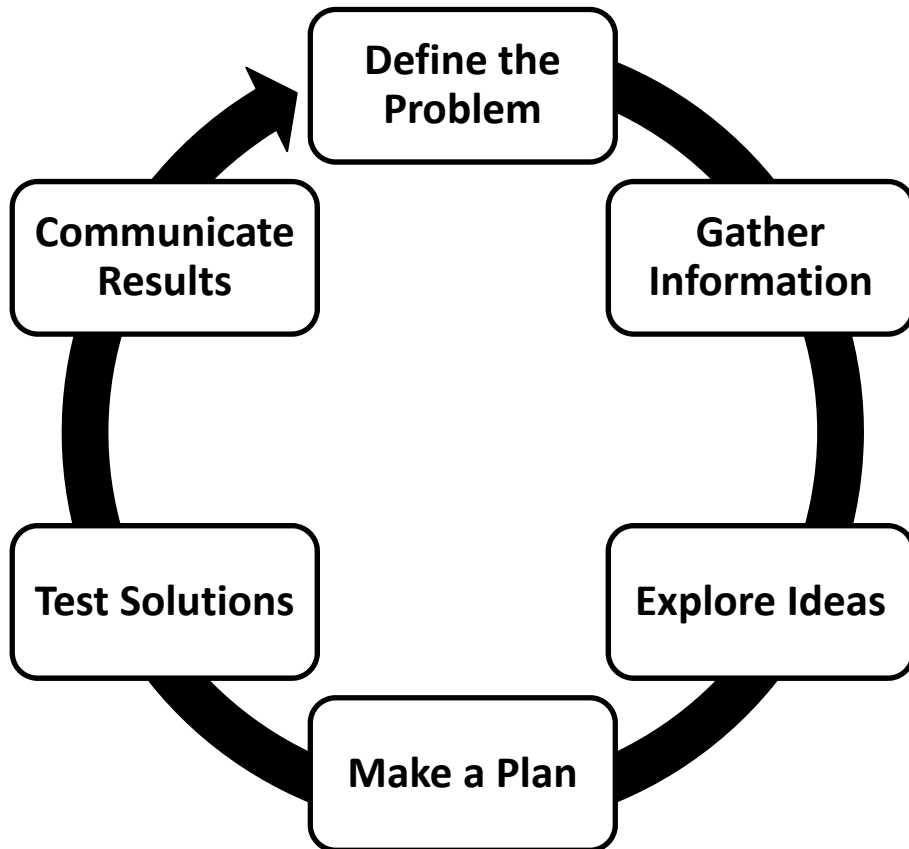 Define the
Problem
Gather
Information
Explore Ideas
Make a Plan
Test Solutions
Communicate
Results